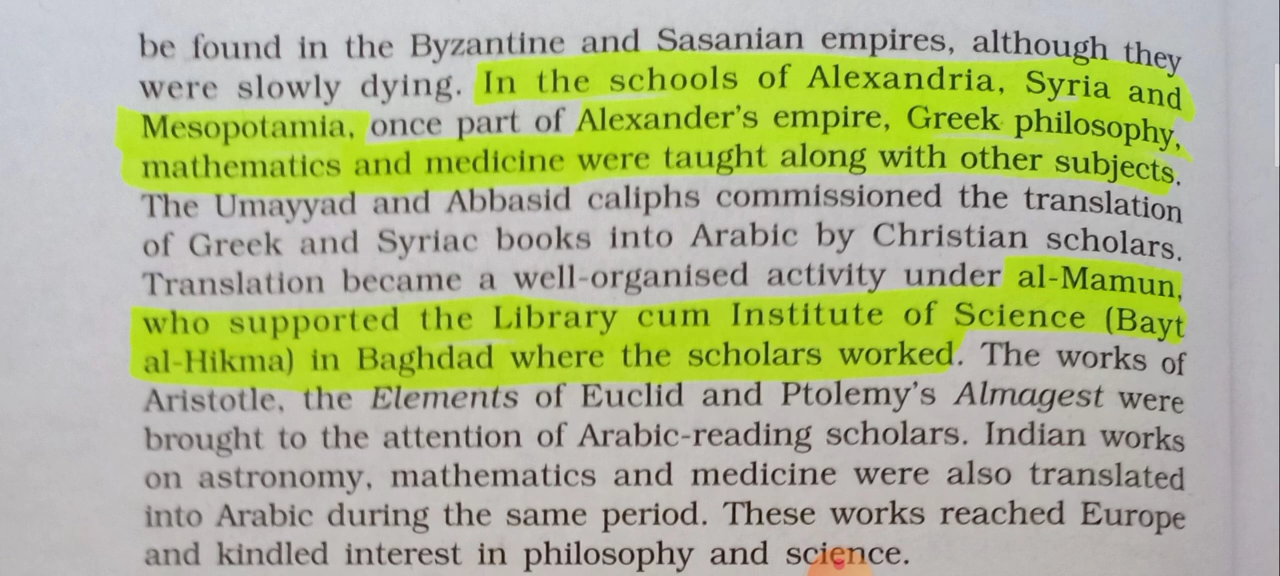 be found in the Byzantine and Sasanian empires, although they
were slowly dying. In the schools of Alexandria, Syria and
Mesopotamia, once part of Alexander's empire, Greek philosophy,
mathematics and medicine were taught along with other subjects.
The Umayyad and Abbasid caliphs commissioned the translation
of Greek and Syriac books into Arabic by Christian scholars.
Translation became a well-organised activity under al-Mamun,
who supported the Library cum Institute of Science (Bayt
al-Hikma) in Baghdad where the scholars worked. The works of
Aristotle, the Elements of Euclid and Ptolemy's Almagest were
brought to the attention of Arabic-reading scholars. Indian works
on astronomy, mathematics and medicine were also translated
into Arabic during the same period. These works reached Europe
and kindled interest in philosophy and science.